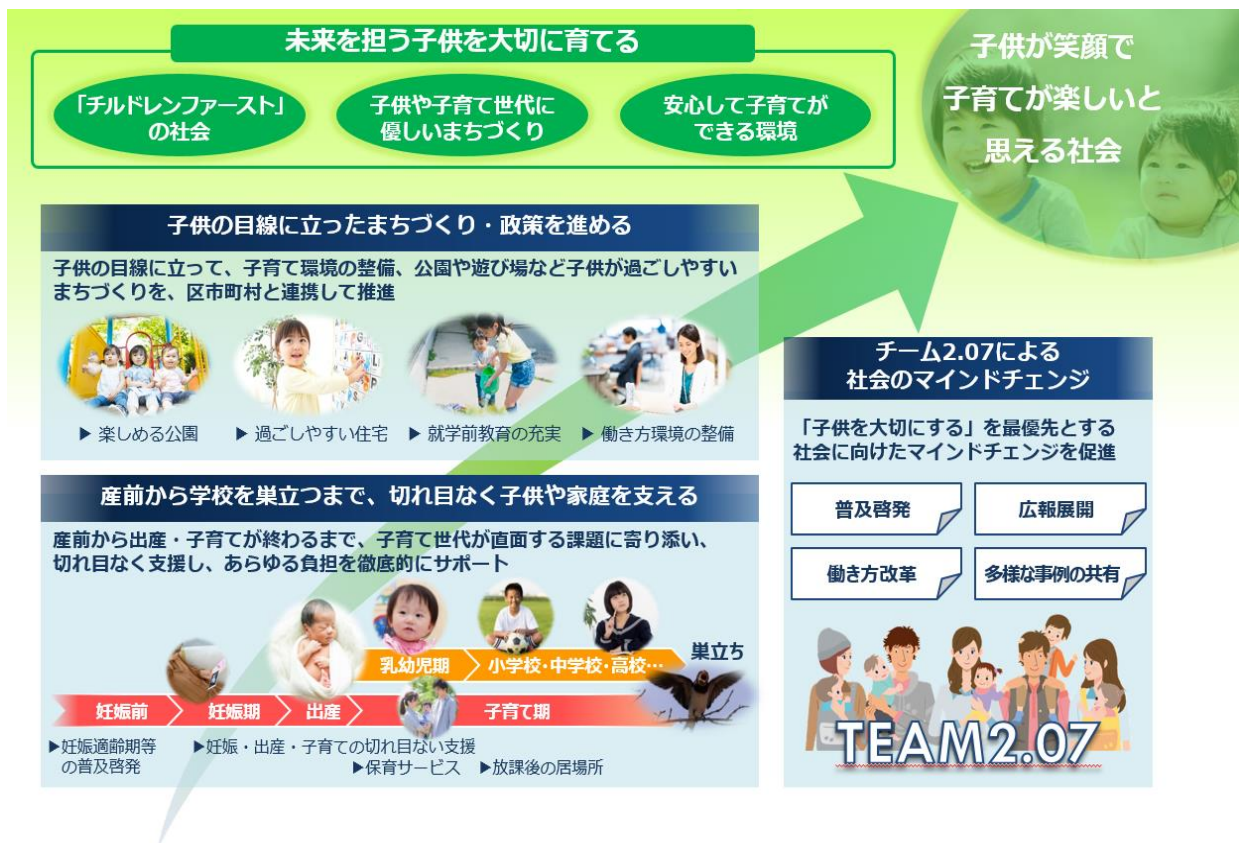 未来を担う子供を大切に育てる
「チルドレンファースト」
の社会
子供や子育て世代に
優しいまちづくり
安心して子育てが
できる環境
子供が笑顔で
子育てが楽しいと
思える社会
子供の目線に立ったまちづくり・政策を進める
子供の目線に立って、子育て環境の整備、公園や遊び場など子供が過ごしやすい
まちづくりを、区市町村と連携して推進
▶ 楽しめる公園
▶ 過ごしやすい住宅
▶ 就学前教育の充実
▶ 働き方環境の整備
産前から学校を巣立つまで、切れ目なく子供や家庭を支える
産前から出産・子育てが終わるまで、子育て世代が直面する課題に寄り添い、
切れ目なく支援し、あらゆる負担を徹底的にサポート
乳幼児期
小学校・中学校・高校…
巣立ち
妊娠前
妊娠期
出産
子育て期
▶妊娠適齢期等
の普及啓発
▶妊娠・出産・子育ての切れ目ない支援
▶保育サービス
▶放課後の居場所
チーム2.07による
社会のマインドチェンジ
「子供を大切にする」を最優先とする
社会に向けたマインドチェンジを促進
普及啓発
広報展開
働き方改革
多様な事例の共有
TEAM2.07